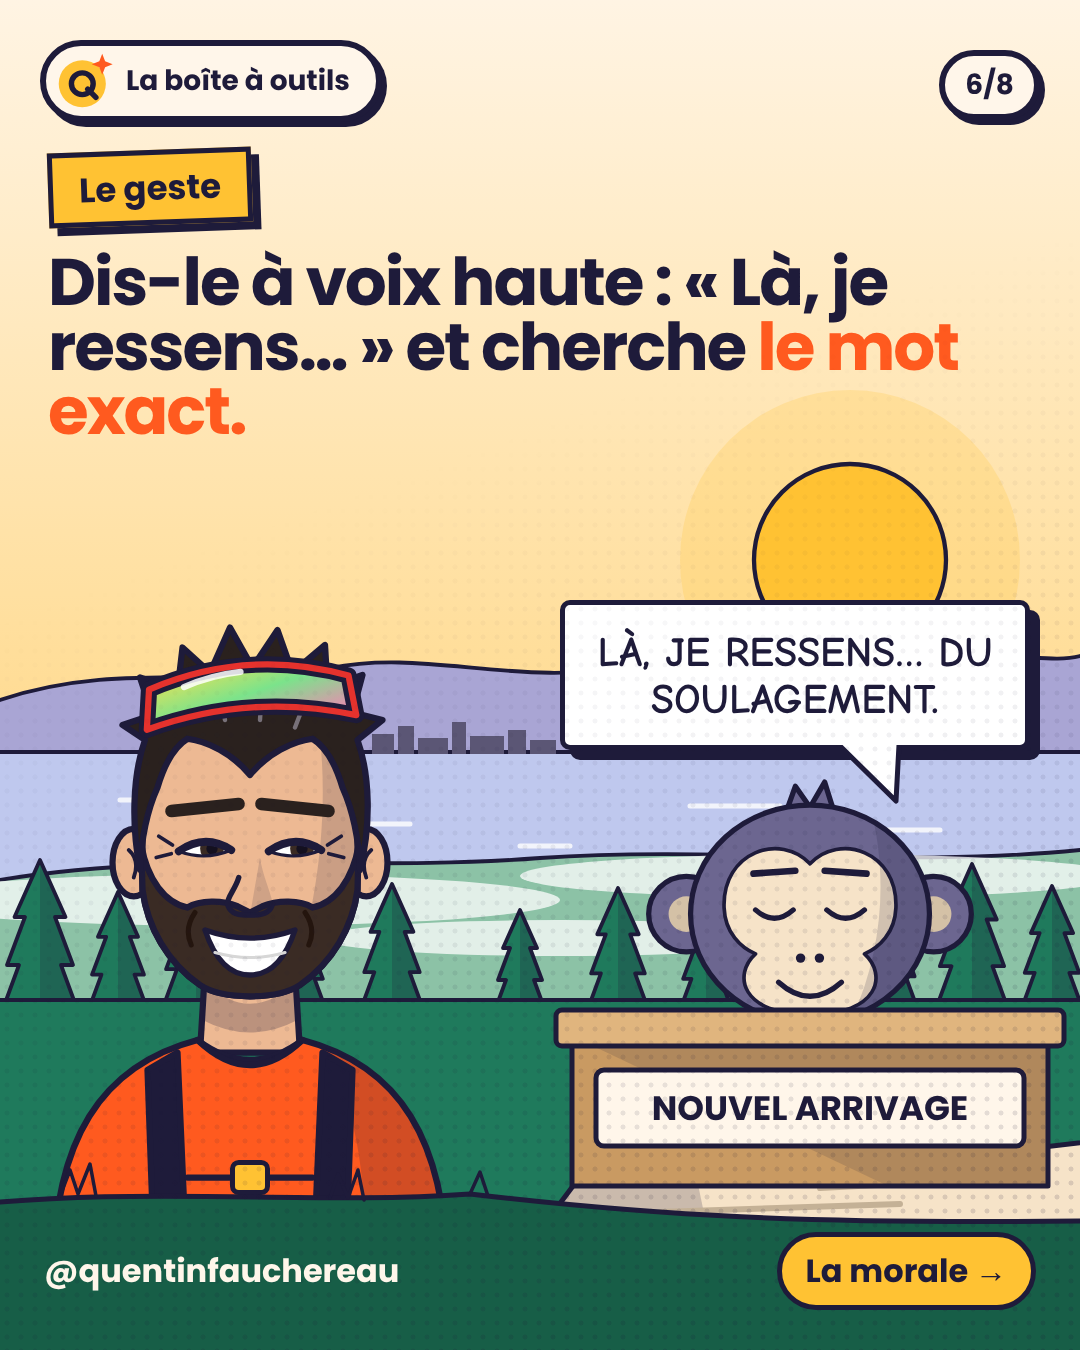 Q La boîte à outils
6/8
Le geste
Dis-le à voix haute : « Là, je
ressens… » et cherche le mot
exact.
LÀ, JE RESSENS… DU
SOULAGEMENT.
NOUVEL ARRIVAGE
@quentinfauchereau
La morale →